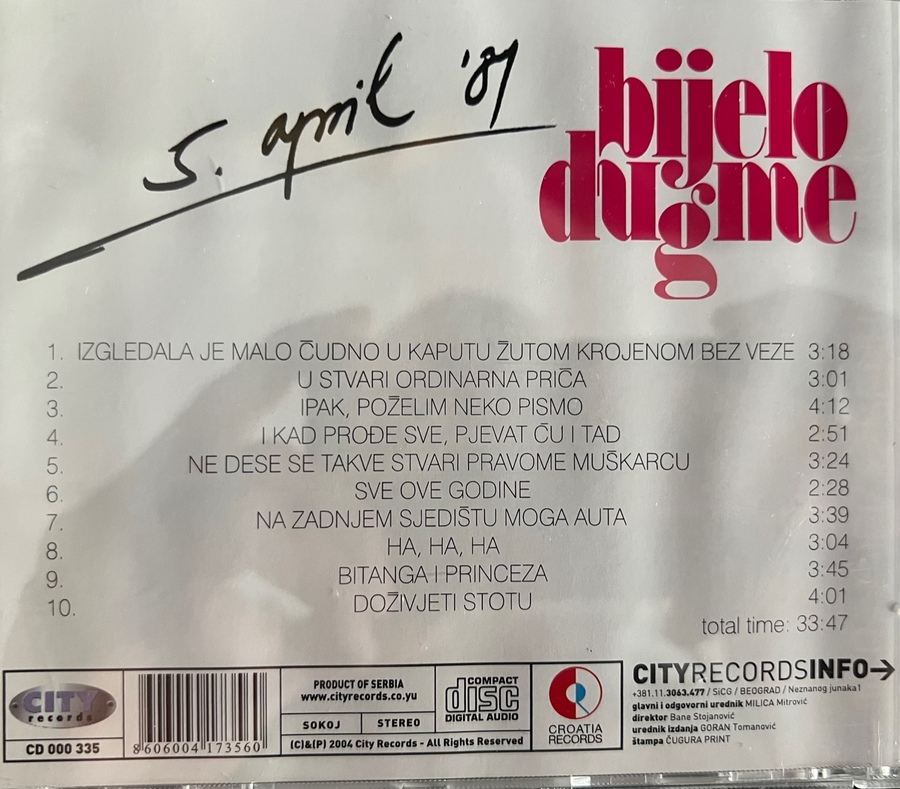 5. april '81
bijelo
dugme
1. IZGLEDALA JE MALO ČUDNO U KAPUTU ŽUTOM KROJENOM BEZ VEZE 3:18
2. U STVARI ORDINARNA PRIČA 3:01
3. IPAK, POŽELIM NEKO PISMO 4:12
4. I KAD PROĐE SVE, PJEVAT ĆU I TAD 2:51
5. NE DESE SE TAKVE STVARI PRAVOME MUŠKARCU 3:24
6. SVE OVE GODINE 2:28
7. NA ZADNJEM SJEDIŠTU MOGA AUTA 3:39
8. HA, HA, HA 3:04
9. BITANGA I PRINCEZA 3:45
10. DOŽIVJETI STOTU 4:01
total time: 33:47
CITY
records
CD 000 335
8606004173560
PRODUCT OF SERBIA
www.cityrecords.co.yu
SOKOJ STEREO
(C)&(P) 2004 City Records - All Rights Reserved
COMPACT
disc
DIGITAL AUDIO
CROATIA
RECORDS
CITYRECORDSINFO→
+381.11.3063.477 / SiCG / BEOGRAD / Neznanog junaka1
glavni i odgovorni urednik MILICA Mitrović
direktor Bane Stojanović
urednik izdanja GORAN Tomanović
štampa ČUGURA PRINT